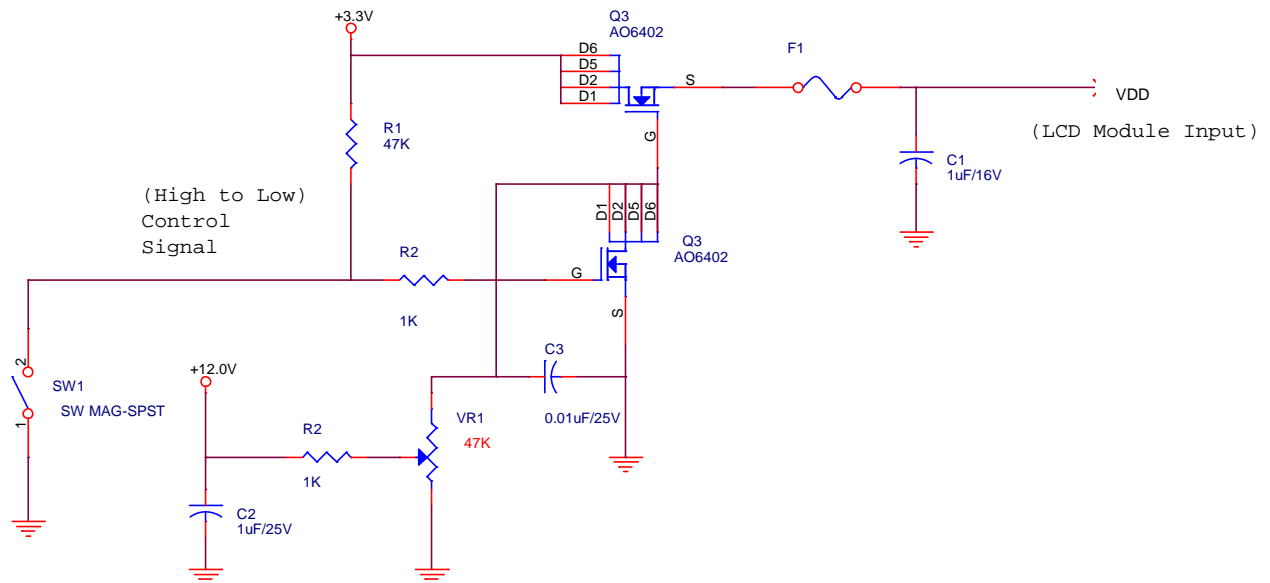 +3.3V
Q3
AO6402
D6
D5
D2
D1
S
G
F1
VDD
(LCD Module Input)
R1
47K
C1
1uF/16V
(High to Low)
Control
Signal
D1
D2
D5
D6
Q3
AO6402
R2
1K
G
S
2
1
SW1
SW MAG-SPST
+12.0V
C3
0.01uF/25V
VR1
47K
R2
1K
C2
1uF/25V